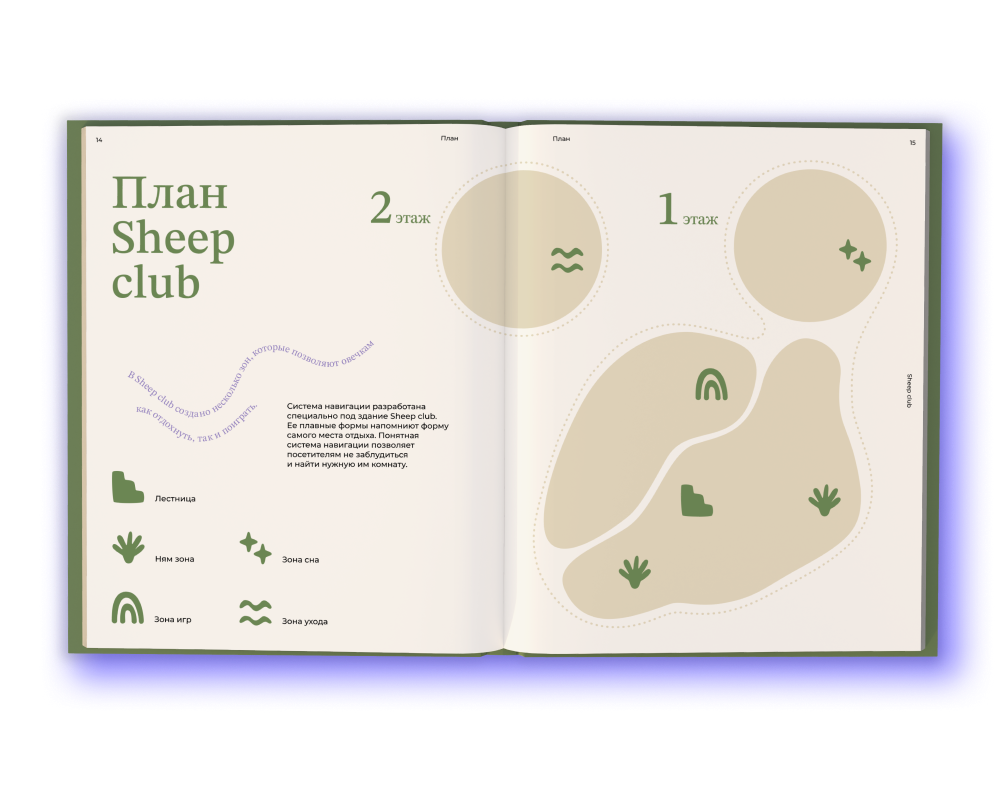 14
План
План
Sheep
club
2 этаж
В Sheep club создано несколько зон, которые позволяют овечкам
как отдохнуть, так и поиграть.
Система навигации разработана
специально под здание Sheep club.
Ее плавные формы напомниют форму
самого места отдыха. Понятная
система навигации позволяет
посетителям не заблудиться
и найти нужную им комнату.
Лестница
Ням зона
Зона сна
Зона игр
Зона ухода
План
15
1 этаж
Sheep club